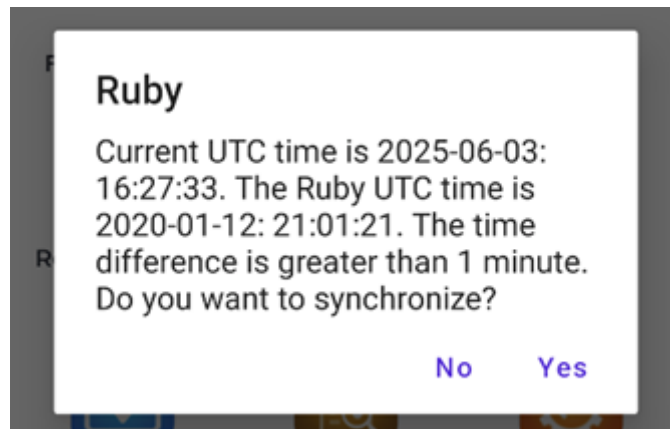 Ruby
Current UTC time is 2025-06-03:
16:27:33. The Ruby UTC time is
2020-01-12: 21:01:21. The time
difference is greater than 1 minute.
Do you want to synchronize?
No Yes